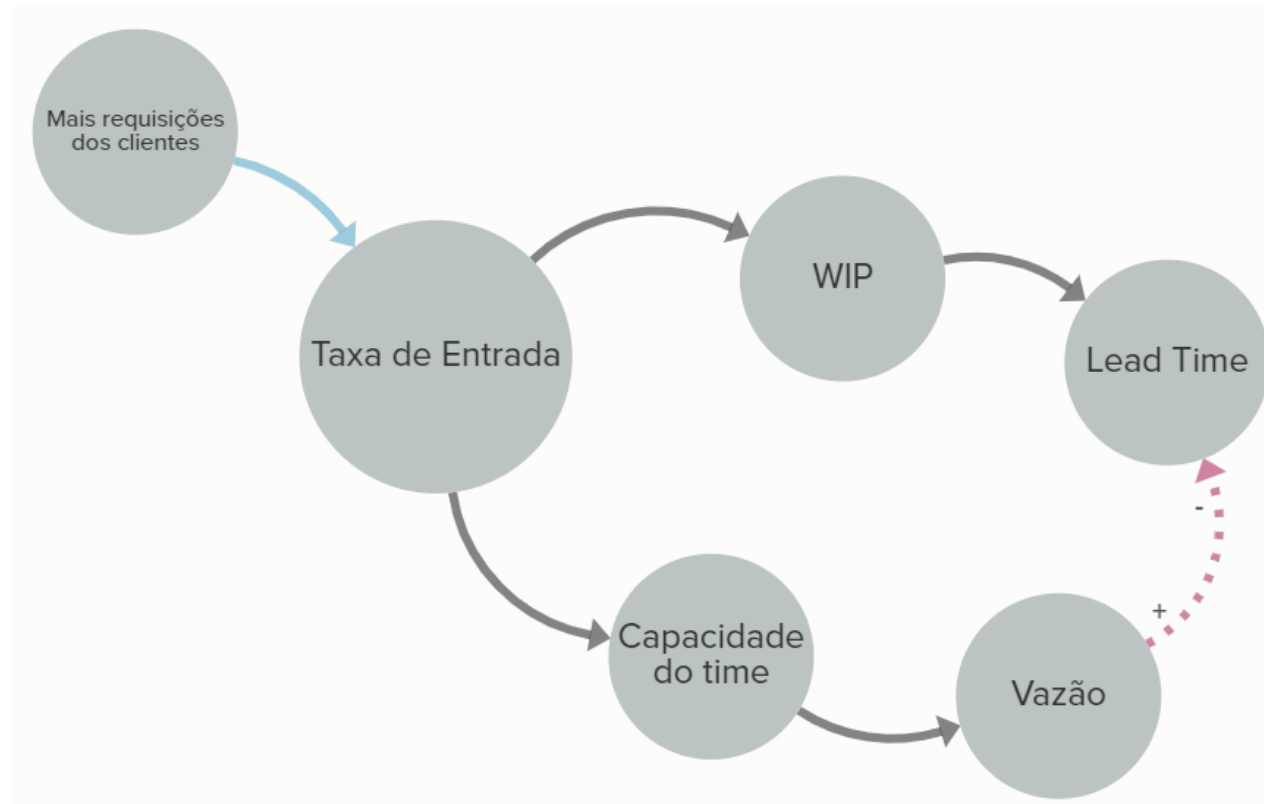 Mais requisições
dos clientes
Taxa de Entrada
WIP
Lead Time
-
+
Capacidade
do time
Vazão